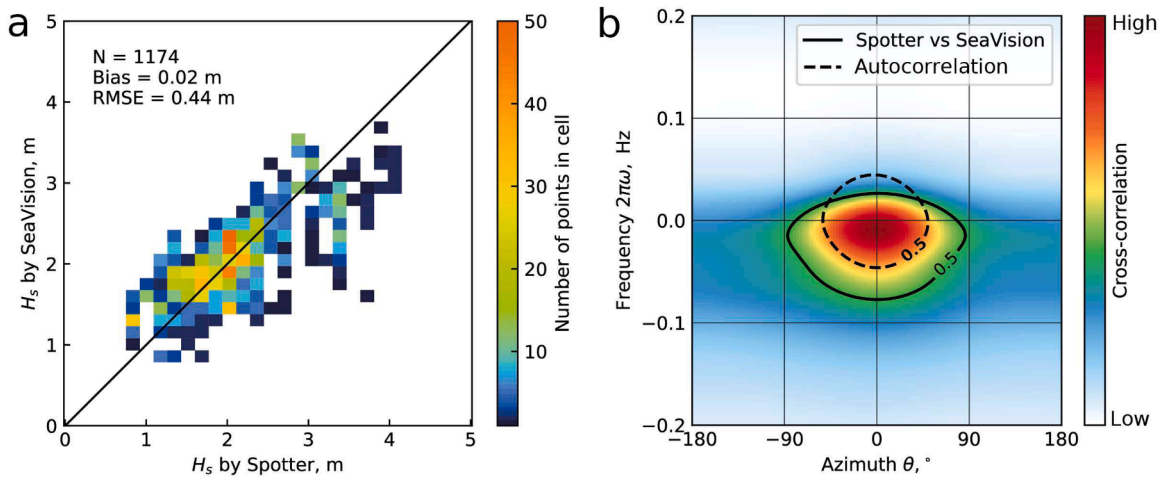 a
N = 1174
Bias = 0.02 m
RMSE = 0.44 m
5
4
3
2
1
0
0 1 2 3 4 5
H_s by SeaVision, m
H_s by Spotter, m
50
40
30
20
10
Number of points in cell
b
Spotter vs SeaVision
Autocorrelation
0.5
0.5
0.2
0.1
0.0
−0.1
−0.2
−180 −90 0 90 180
Frequency 2πω, Hz
Azimuth θ, °
High
Low
Cross-correlation